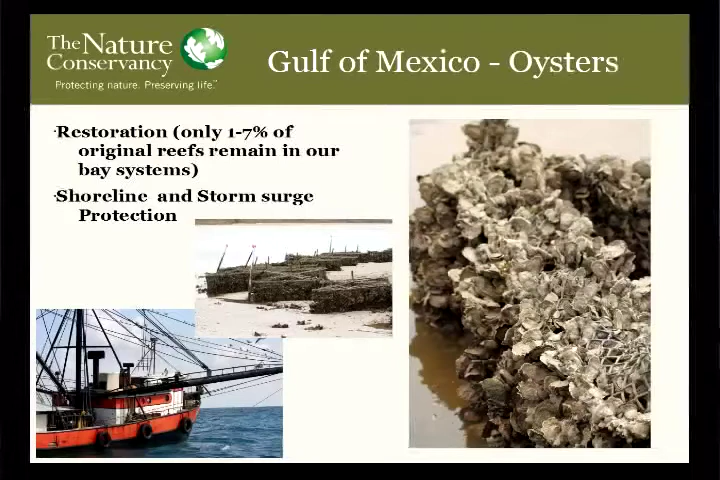 The Nature
Conservancy
Protecting nature. Preserving life.™
Gulf of Mexico - Oysters
·Restoration (only 1-7% of
original reefs remain in our
bay systems)
·Shoreline and Storm surge
Protection